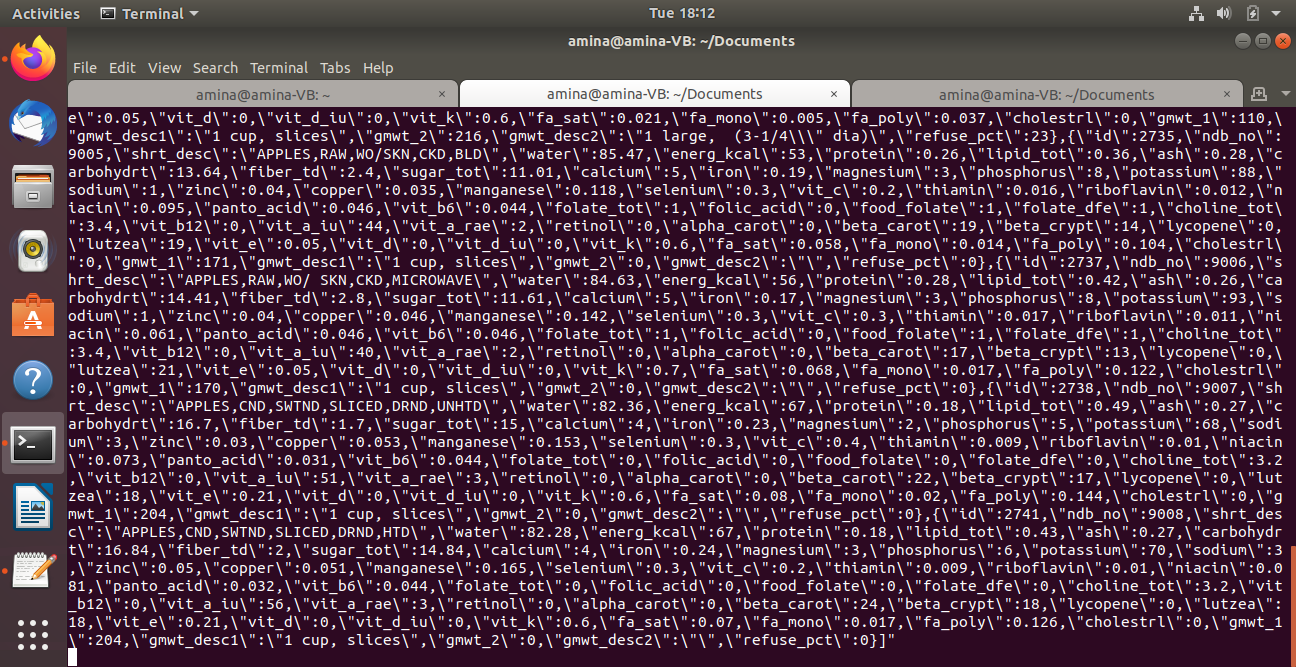 Activities Terminal Tue 18:12
amina@amina-VB: ~/Documents
File Edit View Search Terminal Tabs Help
amina@amina-VB: ~ × amina@amina-VB: ~/Documents × amina@amina-VB: ~/Documents ×
e\":0.05,\"vit_d\":0,\"vit_d_iu\":0,\"vit_k\":0.6,\"fa_sat\":0.021,\"fa_mono\":0.005,\"fa_poly\":0.037,\"cholestrl\":0,\"gmwt_1\":110,
\"gmwt_desc1\":\"1 cup, slices\",\"gmwt_2\":216,\"gmwt_desc2\":\"1 large,  (3-1/4\\\" dia)\",\"refuse_pct\":23},{\"id\":2735,\"ndb_no\":
9005,\"shrt_desc\":\"APPLES,RAW,WO/SKN,CKD,BLD\",\"water\":85.47,\"energ_kcal\":53,\"protein\":0.26,\"lipid_tot\":0.36,\"ash\":0.28,\"c
arbohydrt\":13.64,\"fiber_td\":2.4,\"sugar_tot\":11.01,\"calcium\":5,\"iron\":0.19,\"magnesium\":3,\"phosphorus\":8,\"potassium\":88,\"
sodium\":1,\"zinc\":0.04,\"copper\":0.035,\"manganese\":0.118,\"selenium\":0.3,\"vit_c\":0.2,\"thiamin\":0.016,\"riboflavin\":0.012,\"n
iacin\":0.095,\"panto_acid\":0.046,\"vit_b6\":0.044,\"folate_tot\":1,\"folic_acid\":0,\"food_folate\":1,\"folate_dfe\":1,\"choline_tot\"
:3.4,\"vit_b12\":0,\"vit_a_iu\":44,\"vit_a_rae\":2,\"retinol\":0,\"alpha_carot\":0,\"beta_carot\":19,\"beta_crypt\":14,\"lycopene\":0,
\"lutzea\":19,\"vit_e\":0.05,\"vit_d\":0,\"vit_d_iu\":0,\"vit_k\":0.6,\"fa_sat\":0.058,\"fa_mono\":0.014,\"fa_poly\":0.104,\"cholestrl\"
:0,\"gmwt_1\":171,\"gmwt_desc1\":\"1 cup, slices\",\"gmwt_2\":0,\"gmwt_desc2\":\"\",\"refuse_pct\":0},{\"id\":2737,\"ndb_no\":9006,\"s
hrt_desc\":\"APPLES,RAW,WO/ SKN,CKD,MICROWAVE\",\"water\":84.63,\"energ_kcal\":56,\"protein\":0.28,\"lipid_tot\":0.42,\"ash\":0.26,\"ca
rbohydrt\":14.41,\"fiber_td\":2.8,\"sugar_tot\":11.61,\"calcium\":5,\"iron\":0.17,\"magnesium\":3,\"phosphorus\":8,\"potassium\":93,\"s
odium\":1,\"zinc\":0.04,\"copper\":0.046,\"manganese\":0.142,\"selenium\":0.3,\"vit_c\":0.3,\"thiamin\":0.017,\"riboflavin\":0.011,\"ni
acin\":0.061,\"panto_acid\":0.046,\"vit_b6\":0.046,\"folate_tot\":1,\"folic_acid\":0,\"food_folate\":1,\"folate_dfe\":1,\"choline_tot\"
:3.4,\"vit_b12\":0,\"vit_a_iu\":40,\"vit_a_rae\":2,\"retinol\":0,\"alpha_carot\":0,\"beta_carot\":17,\"beta_crypt\":13,\"lycopene\":0,\
"lutzea\":21,\"vit_e\":0.05,\"vit_d\":0,\"vit_d_iu\":0,\"vit_k\":0.7,\"fa_sat\":0.068,\"fa_mono\":0.017,\"fa_poly\":0.122,\"cholestrl\"
:0,\"gmwt_1\":170,\"gmwt_desc1\":\"1 cup, slices\",\"gmwt_2\":0,\"gmwt_desc2\":\"\",\"refuse_pct\":0},{\"id\":2738,\"ndb_no\":9007,\"sh
rt_desc\":\"APPLES,CND,SWTND,SLICED,DRND,UNHTD\",\"water\":82.36,\"energ_kcal\":67,\"protein\":0.18,\"lipid_tot\":0.49,\"ash\":0.27,\"c
arbohydrt\":16.7,\"fiber_td\":1.7,\"sugar_tot\":15,\"calcium\":4,\"iron\":0.23,\"magnesium\":2,\"phosphorus\":5,\"potassium\":68,\"sodi
um\":3,\"zinc\":0.03,\"copper\":0.053,\"manganese\":0.153,\"selenium\":0.3,\"vit_c\":0.4,\"thiamin\":0.009,\"riboflavin\":0.01,\"niacin
\":0.073,\"panto_acid\":0.031,\"vit_b6\":0.044,\"folate_tot\":0,\"folic_acid\":0,\"food_folate\":0,\"folate_dfe\":0,\"choline_tot\":3.2
,\"vit_b12\":0,\"vit_a_iu\":51,\"vit_a_rae\":3,\"retinol\":0,\"alpha_carot\":0,\"beta_carot\":22,\"beta_crypt\":17,\"lycopene\":0,\"lut
zea\":18,\"vit_e\":0.21,\"vit_d\":0,\"vit_d_iu\":0,\"vit_k\":0.6,\"fa_sat\":0.08,\"fa_mono\":0.02,\"fa_poly\":0.144,\"cholestrl\":0,\"g
mwt_1\":204,\"gmwt_desc1\":\"1 cup, slices\",\"gmwt_2\":0,\"gmwt_desc2\":\"\",\"refuse_pct\":0},{\"id\":2741,\"ndb_no\":9008,\"shrt_des
c\":\"APPLES,CND,SWTND,SLICED,DRND,HTD\",\"water\":82.28,\"energ_kcal\":67,\"protein\":0.18,\"lipid_tot\":0.43,\"ash\":0.27,\"carbohydr
t\":16.84,\"fiber_td\":2,\"sugar_tot\":14.84,\"calcium\":4,\"iron\":0.24,\"magnesium\":3,\"phosphorus\":6,\"potassium\":70,\"sodium\":3
,\"zinc\":0.05,\"copper\":0.051,\"manganese\":0.165,\"selenium\":0.3,\"vit_c\":0.2,\"thiamin\":0.009,\"riboflavin\":0.01,\"niacin\":0.0
81,\"panto_acid\":0.032,\"vit_b6\":0.044,\"folate_tot\":0,\"folic_acid\":0,\"food_folate\":0,\"folate_dfe\":0,\"choline_tot\":3.2,\"vit
_b12\":0,\"vit_a_iu\":56,\"vit_a_rae\":3,\"retinol\":0,\"alpha_carot\":0,\"beta_carot\":24,\"beta_crypt\":18,\"lycopene\":0,\"lutzea\":
18,\"vit_e\":0.21,\"vit_d\":0,\"vit_d_iu\":0,\"vit_k\":0.6,\"fa_sat\":0.07,\"fa_mono\":0.017,\"fa_poly\":0.126,\"cholestrl\":0,\"gmwt_1
\":204,\"gmwt_desc1\":\"1 cup, slices\",\"gmwt_2\":0,\"gmwt_desc2\":\"\",\"refuse_pct\":0}]"